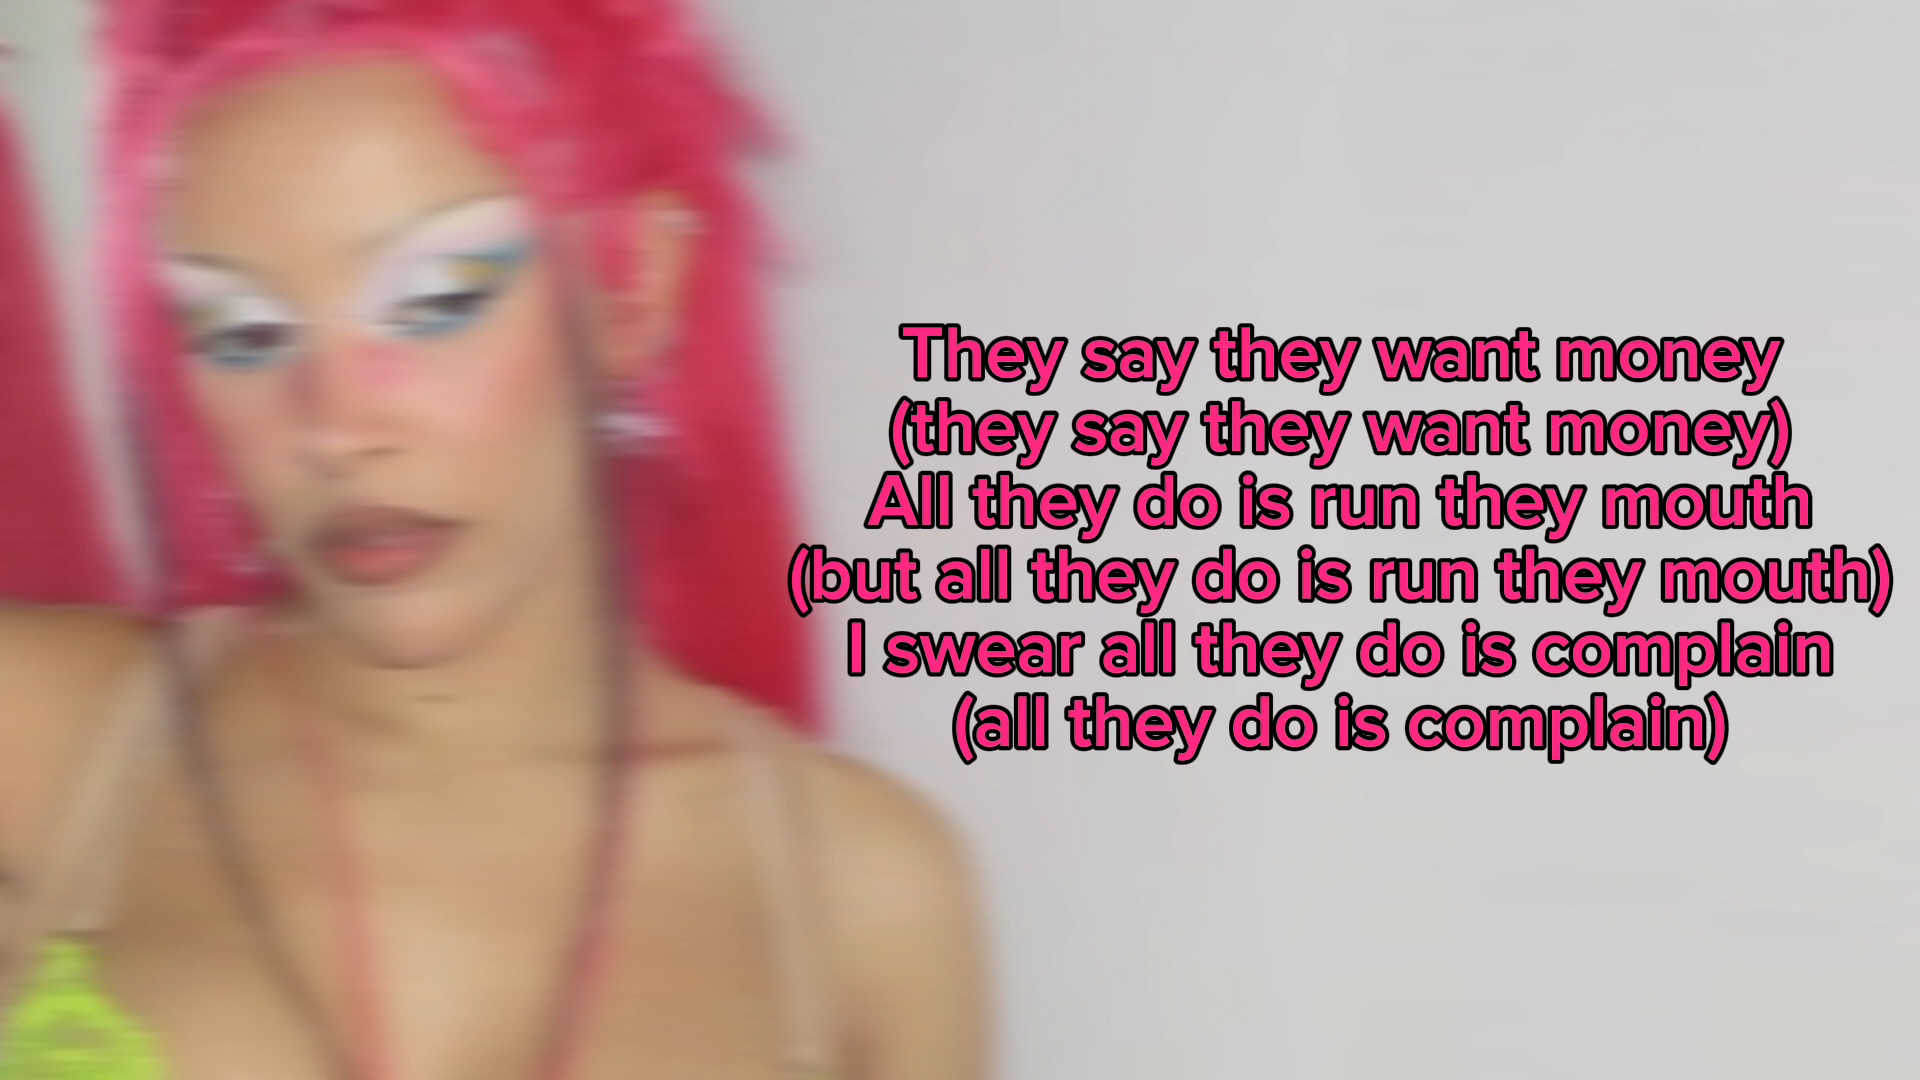 They say they want money
(they say they want money)
All they do is run they mouth
(but all they do is run they mouth)
I swear all they do is complain
(all they do is complain)